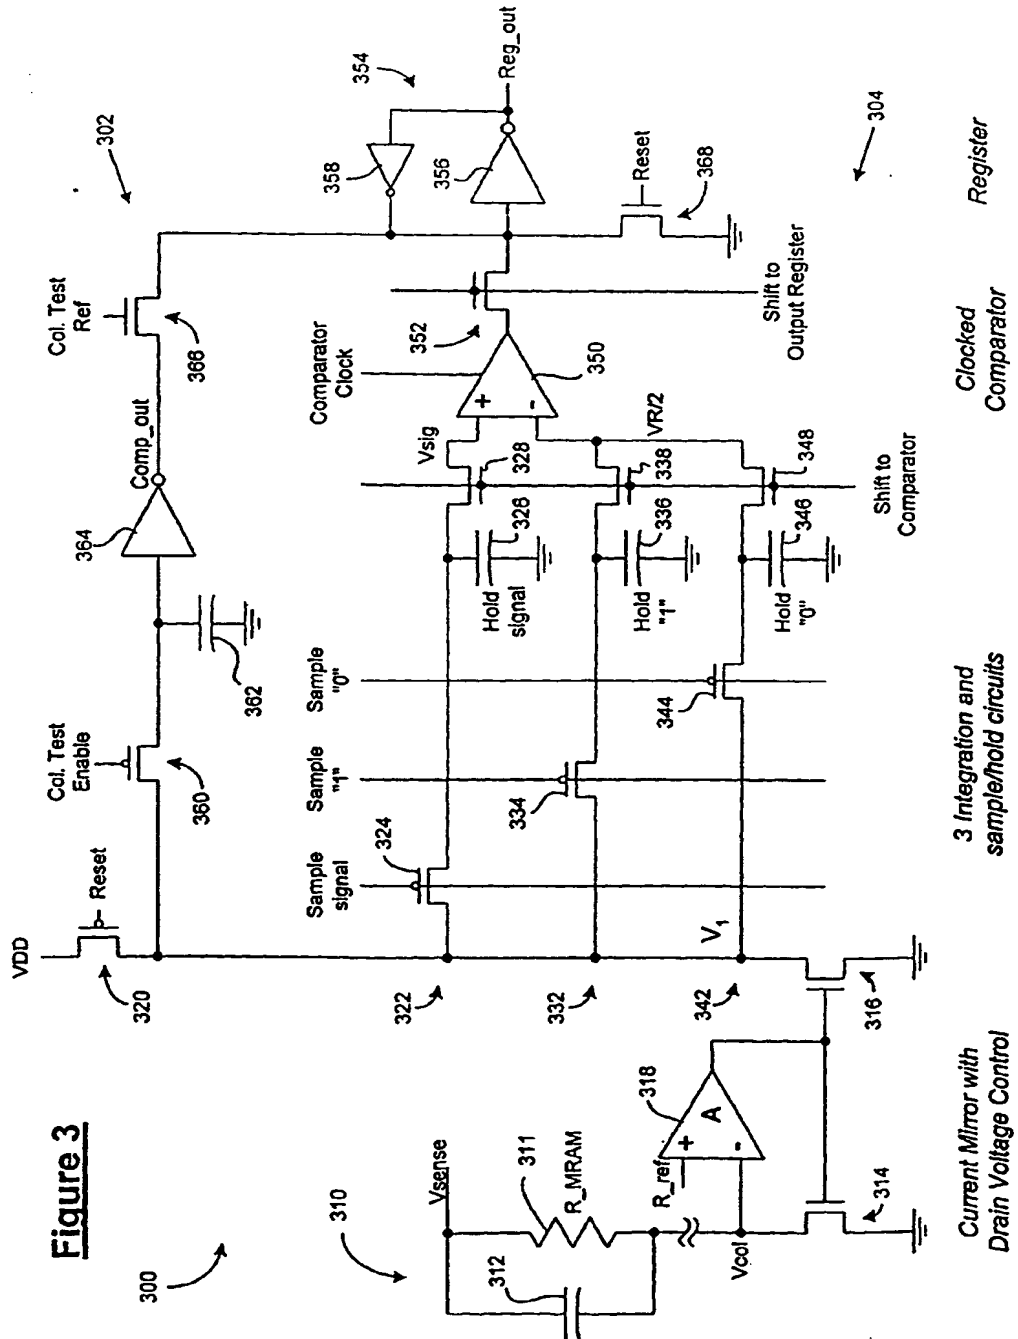 Figure 3
300
302
304
VDD
Reset
320
Col. Test
Enable
360
362
364
Comp_out
Col. Test
Ref
366
358
354
356
Reg_out
Reset
368
Vsense
310
311
312
R_MRAM
R_ref
318
A
+
-
Vcol
314
316
V1
322
332
342
Sample
signal
324
Sample
"1"
334
Sample
"0"
344
Hold
signal
326
Hold
"1"
336
Hold
"0"
346
Vsig
328
338
348
VR/2
Shift to
Comparator
Comparator
Clock
+
-
350
352
Shift to
Output Register
Current Mirror with
Drain Voltage Control
3 Integration and
sample/hold circuits
Clocked
Comparator
Register